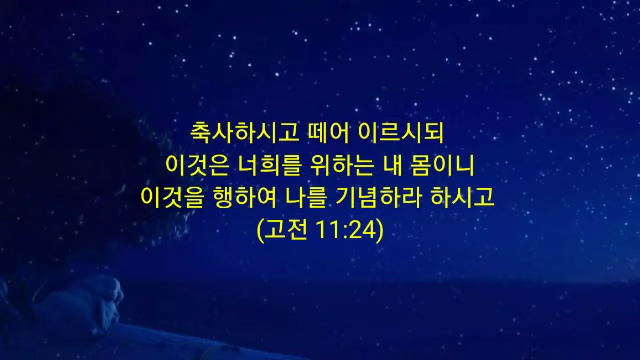 축사하시고 떼어 이르시되
이것은 너희를 위하는 내 몸이니
이것을 행하여 나를 기념하라 하시고
(고전 11:24)